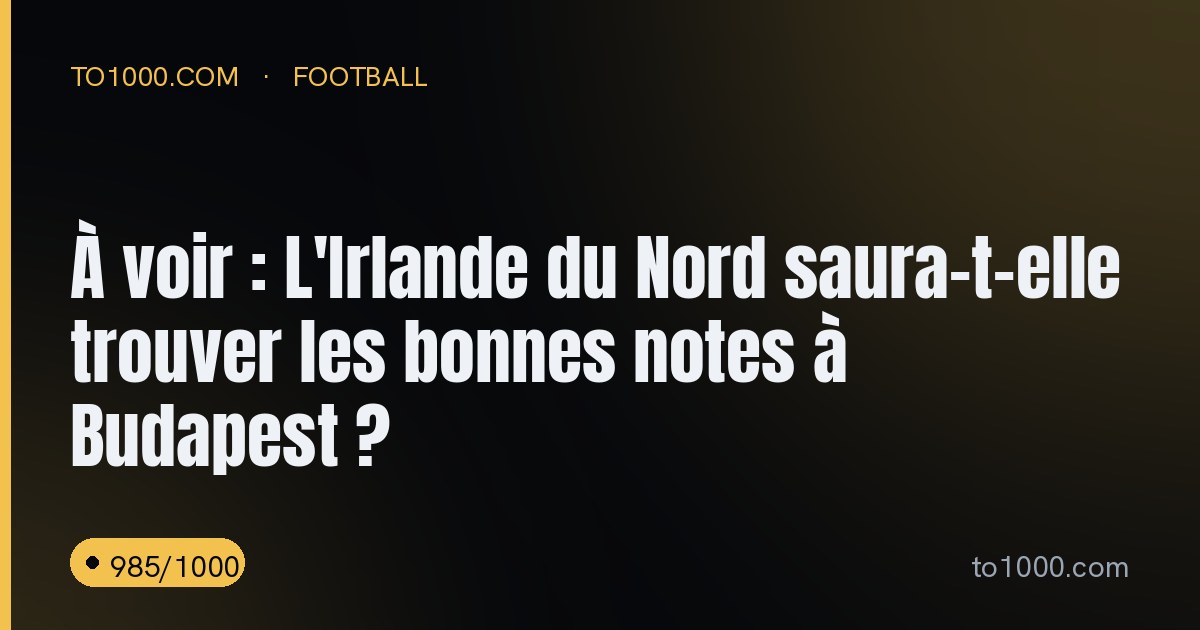 TO1000.COM · FOOTBALL
À voir : L'Irlande du Nord saura-t-elle
trouver les bonnes notes à
Budapest ?
985/1000
to1000.com